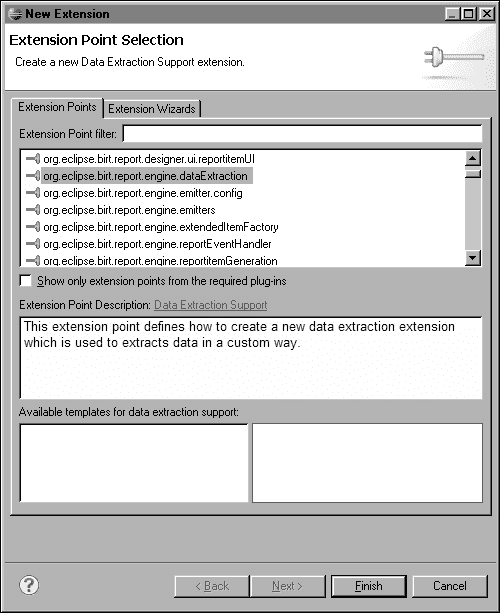 New Extension
Extension Point Selection
Create a new Data Extraction Support extension.
Extension Points Extension Wizards
Extension Point filter:
org.eclipse.birt.report.designer.ui.reportitemUI
org.eclipse.birt.report.engine.dataExtraction
org.eclipse.birt.report.engine.emitter.config
org.eclipse.birt.report.engine.emitters
org.eclipse.birt.report.engine.extendedItemFactory
org.eclipse.birt.report.engine.reportEventHandler
org.eclipse.birt.report.engine.reportitemGeneration
Show only extension points from the required plug-ins
Extension Point Description: Data Extraction Support
This extension point defines how to create a new data extraction extension
which is used to extracts data in a custom way.
Available templates for data extraction support:
? < Back Next > Finish Cancel